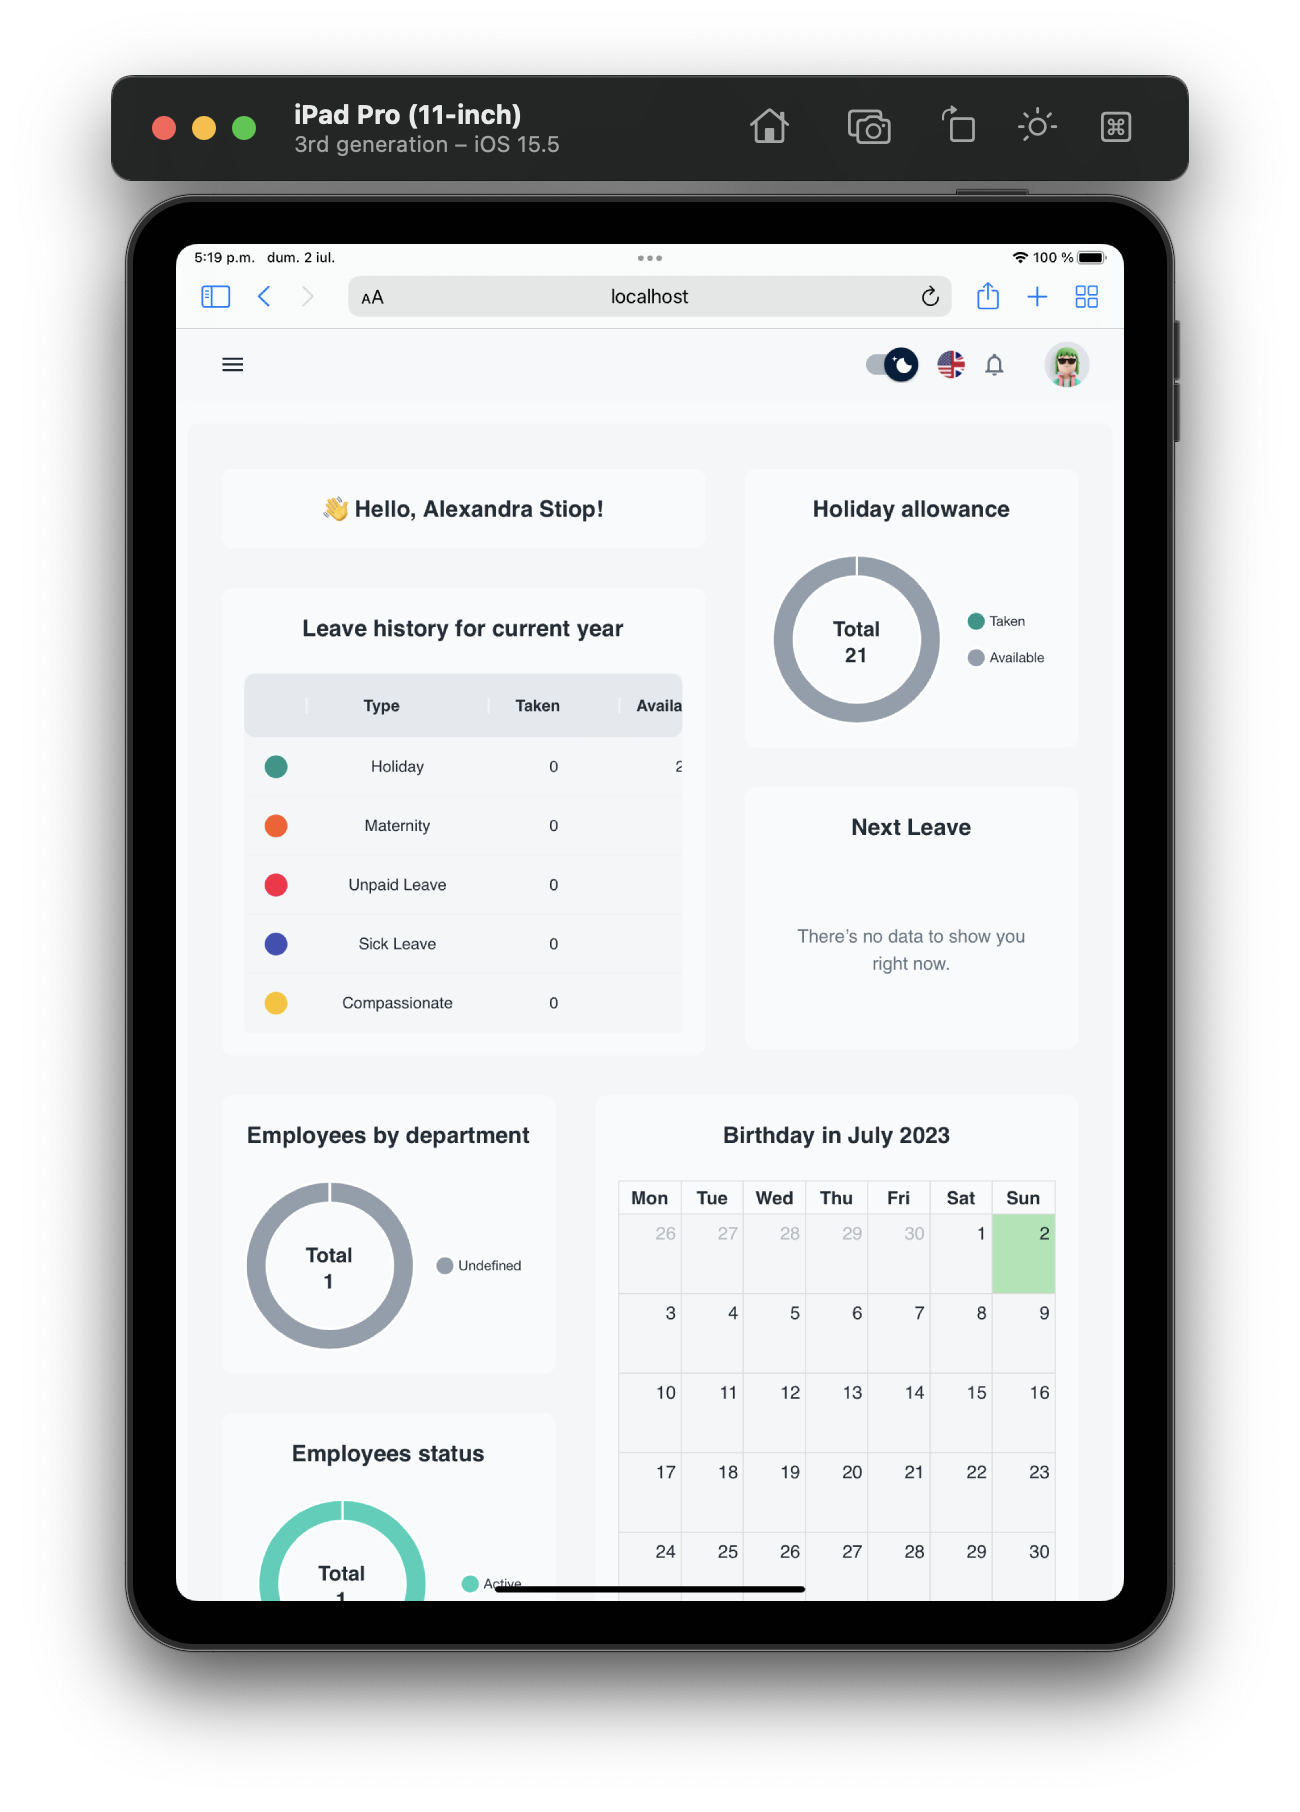 iPad Pro (11-inch)
3rd generation – iOS 15.5
5:19 p.m. dum. 2 iul.
100 %
AA
localhost
👋 Hello, Alexandra Stiop!
Holiday allowance
Total
21
Taken
Available
Leave history for current year
Type Taken Availa
Holiday 0 2
Maternity 0
Unpaid Leave 0
Sick Leave 0
Compassionate 0
Next Leave
There's no data to show you
right now.
Employees by department
Total
1
Undefined
Employees status
Total
1
Active
Birthday in July 2023
Mon Tue Wed Thu Fri Sat Sun
26 27 28 29 30 1 2
3 4 5 6 7 8 9
10 11 12 13 14 15 16
17 18 19 20 21 22 23
24 25 26 27 28 29 30